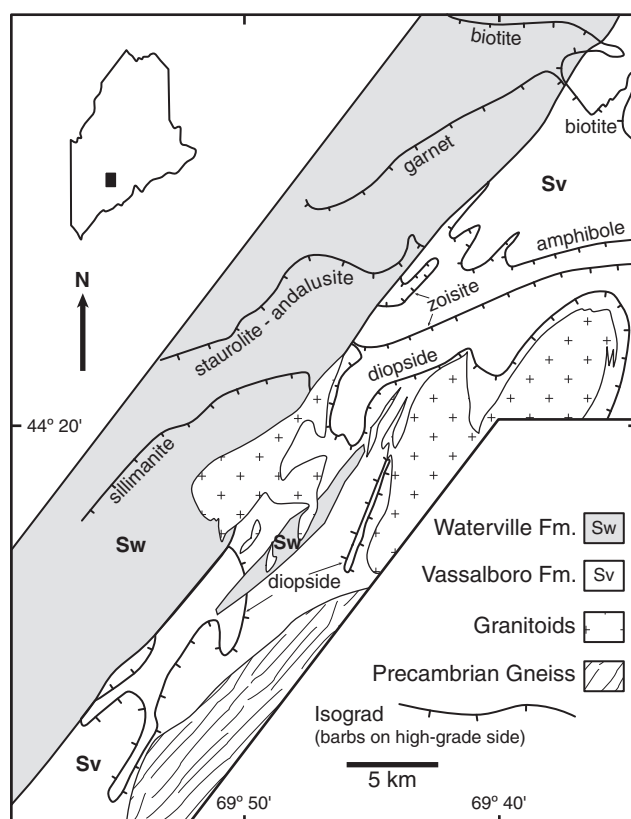 biotite
garnet
biotite
Sv
N
amphibole
staurolite - andalusite
zoisite
diopside
44° 20'
sillimanite
Sw
Sw
diopside
Sv
Waterville Fm. Sw
Vassalboro Fm. Sv
Granitoids
Precambrian Gneiss
Isograd
(barbs on high-grade side)
5 km
69° 50'
69° 40'